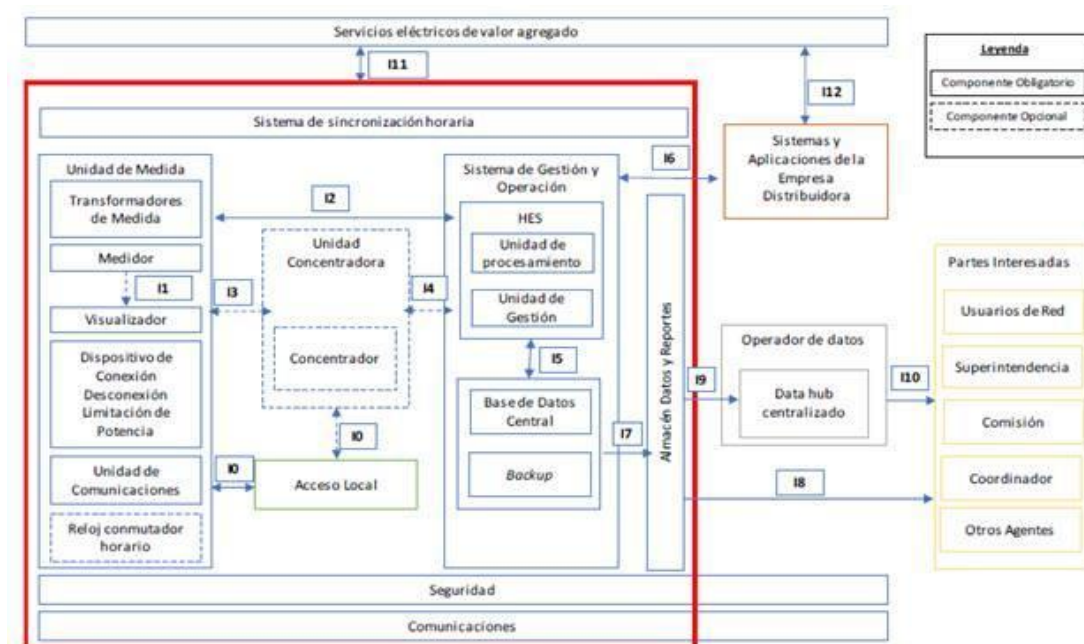 Servicios eléctricos de valor agregado
I11
I12
Leyenda
Componente Obligatorio
Componente Opcional
Sistema de sincronización horaria
Unidad de Medida
Transformadores
de Medida
Medidor
I1
Visualizador
Dispositivo de
Conexión
Desconexión
Limitación de
Potencia
Unidad de
Comunicaciones
Reloj conmutador
horario
I2
I3
Unidad
Concentradora
Concentrador
I4
I0
I0
Acceso Local
Sistema de Gestión y
Operación
HES
Unidad de
procesamiento
Unidad de
Gestión
I5
Base de Datos
Central
Backup
I6
I7
Almacén Datos y Reportes
Sistemas y
Aplicaciones de la
Empresa
Distribuidora
I9
Operador de datos
Data hub
centralizado
I10
I8
Partes Interesadas
Usuarios de Red
Superintendencia
Comisión
Coordinador
Otros Agentes
Seguridad
Comunicaciones